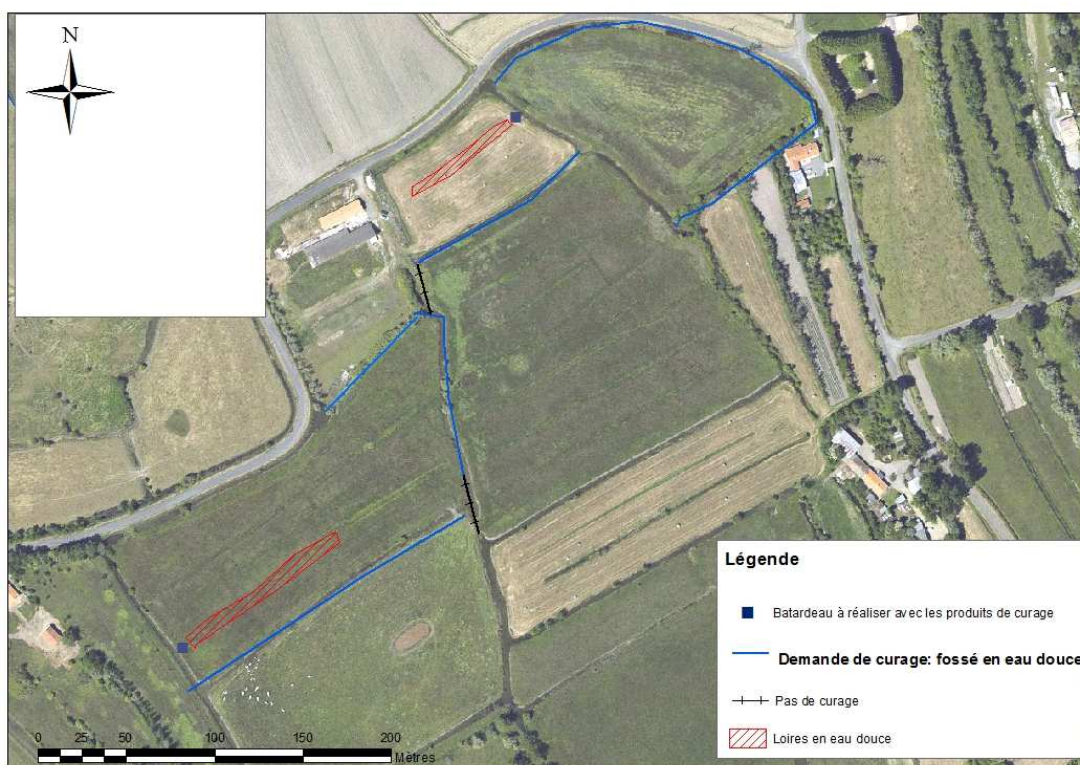 N
Légende
Batardeau à réaliser avec les produits de curage
Demande de curage: fossé en eau douce
Pas de curage
Loires en eau douce
0 25 50 100 150 200
Mètres